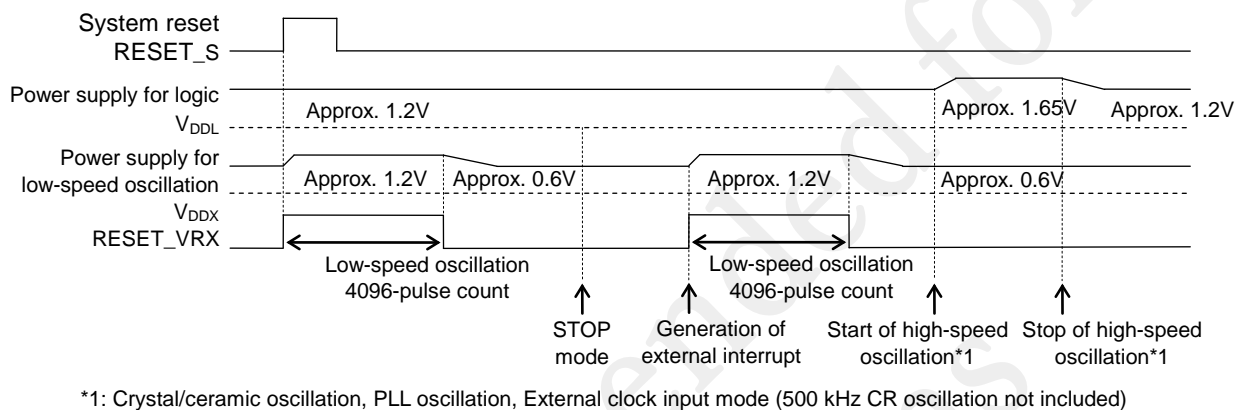 System reset
RESET_S
Power supply for logic
VDDL
Approx. 1.2V
Approx. 1.65V
Approx. 1.2V
Power supply for
low-speed oscillation
VDDX
Approx. 1.2V
Approx. 0.6V
Approx. 1.2V
Approx. 0.6V
RESET_VRX
Low-speed oscillation
4096-pulse count
Low-speed oscillation
4096-pulse count
STOP
mode
Generation of
external interrupt
Start of high-speed
oscillation*1
Stop of high-speed
oscillation*1
*1: Crystal/ceramic oscillation, PLL oscillation, External clock input mode (500 kHz CR oscillation not included)